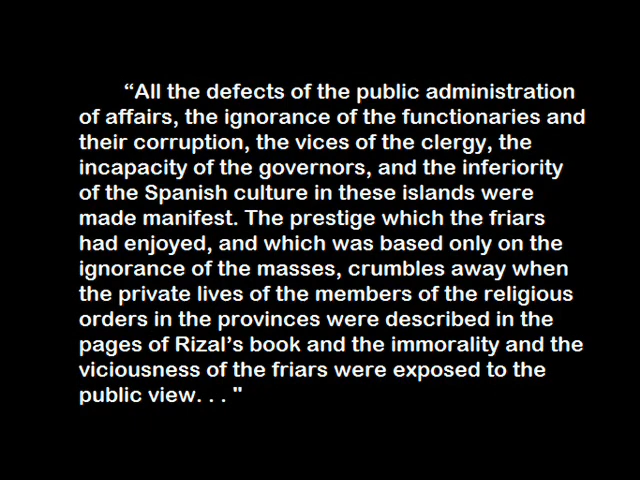 “All the defects of the public administration
of affairs, the ignorance of the functionaries and
their corruption, the vices of the clergy, the
incapacity of the governors, and the inferiority
of the Spanish culture in these islands were
made manifest. The prestige which the friars
had enjoyed, and which was based only on the
ignorance of the masses, crumbles away when
the private lives of the members of the religious
orders in the provinces were described in the
pages of Rizal’s book and the immorality and the
viciousness of the friars were exposed to the
public view. . . "